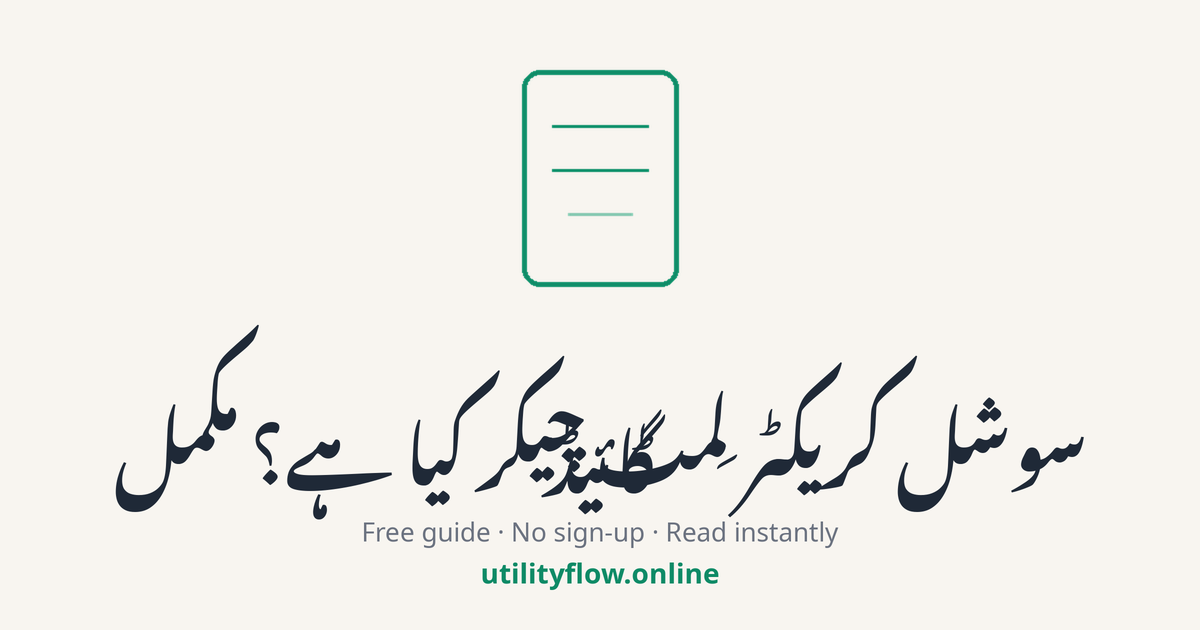 سوشل کریکٹر لِمٹ چیکر کیا ہے؟ مکمل
گائیڈ
Free guide · No sign-up · Read instantly
utilityflow.online